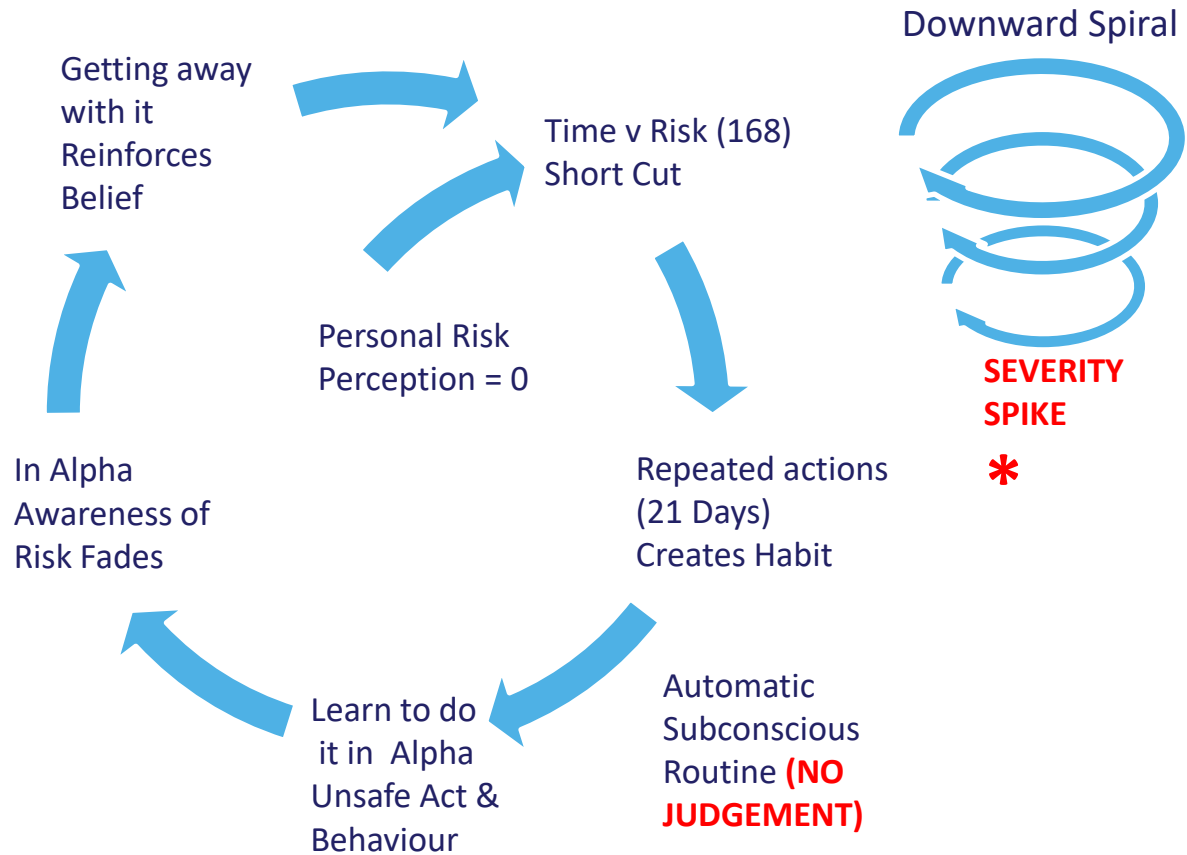 Downward Spiral
Getting away
with it
Reinforces
Belief
Time v Risk (168)
Short Cut
Personal Risk
Perception = 0
SEVERITY
SPIKE
*
In Alpha
Awareness of
Risk Fades
Repeated actions
(21 Days)
Creates Habit
Learn to do
it in Alpha
Unsafe Act &
Behaviour
Automatic
Subconscious
Routine (NO
JUDGEMENT)